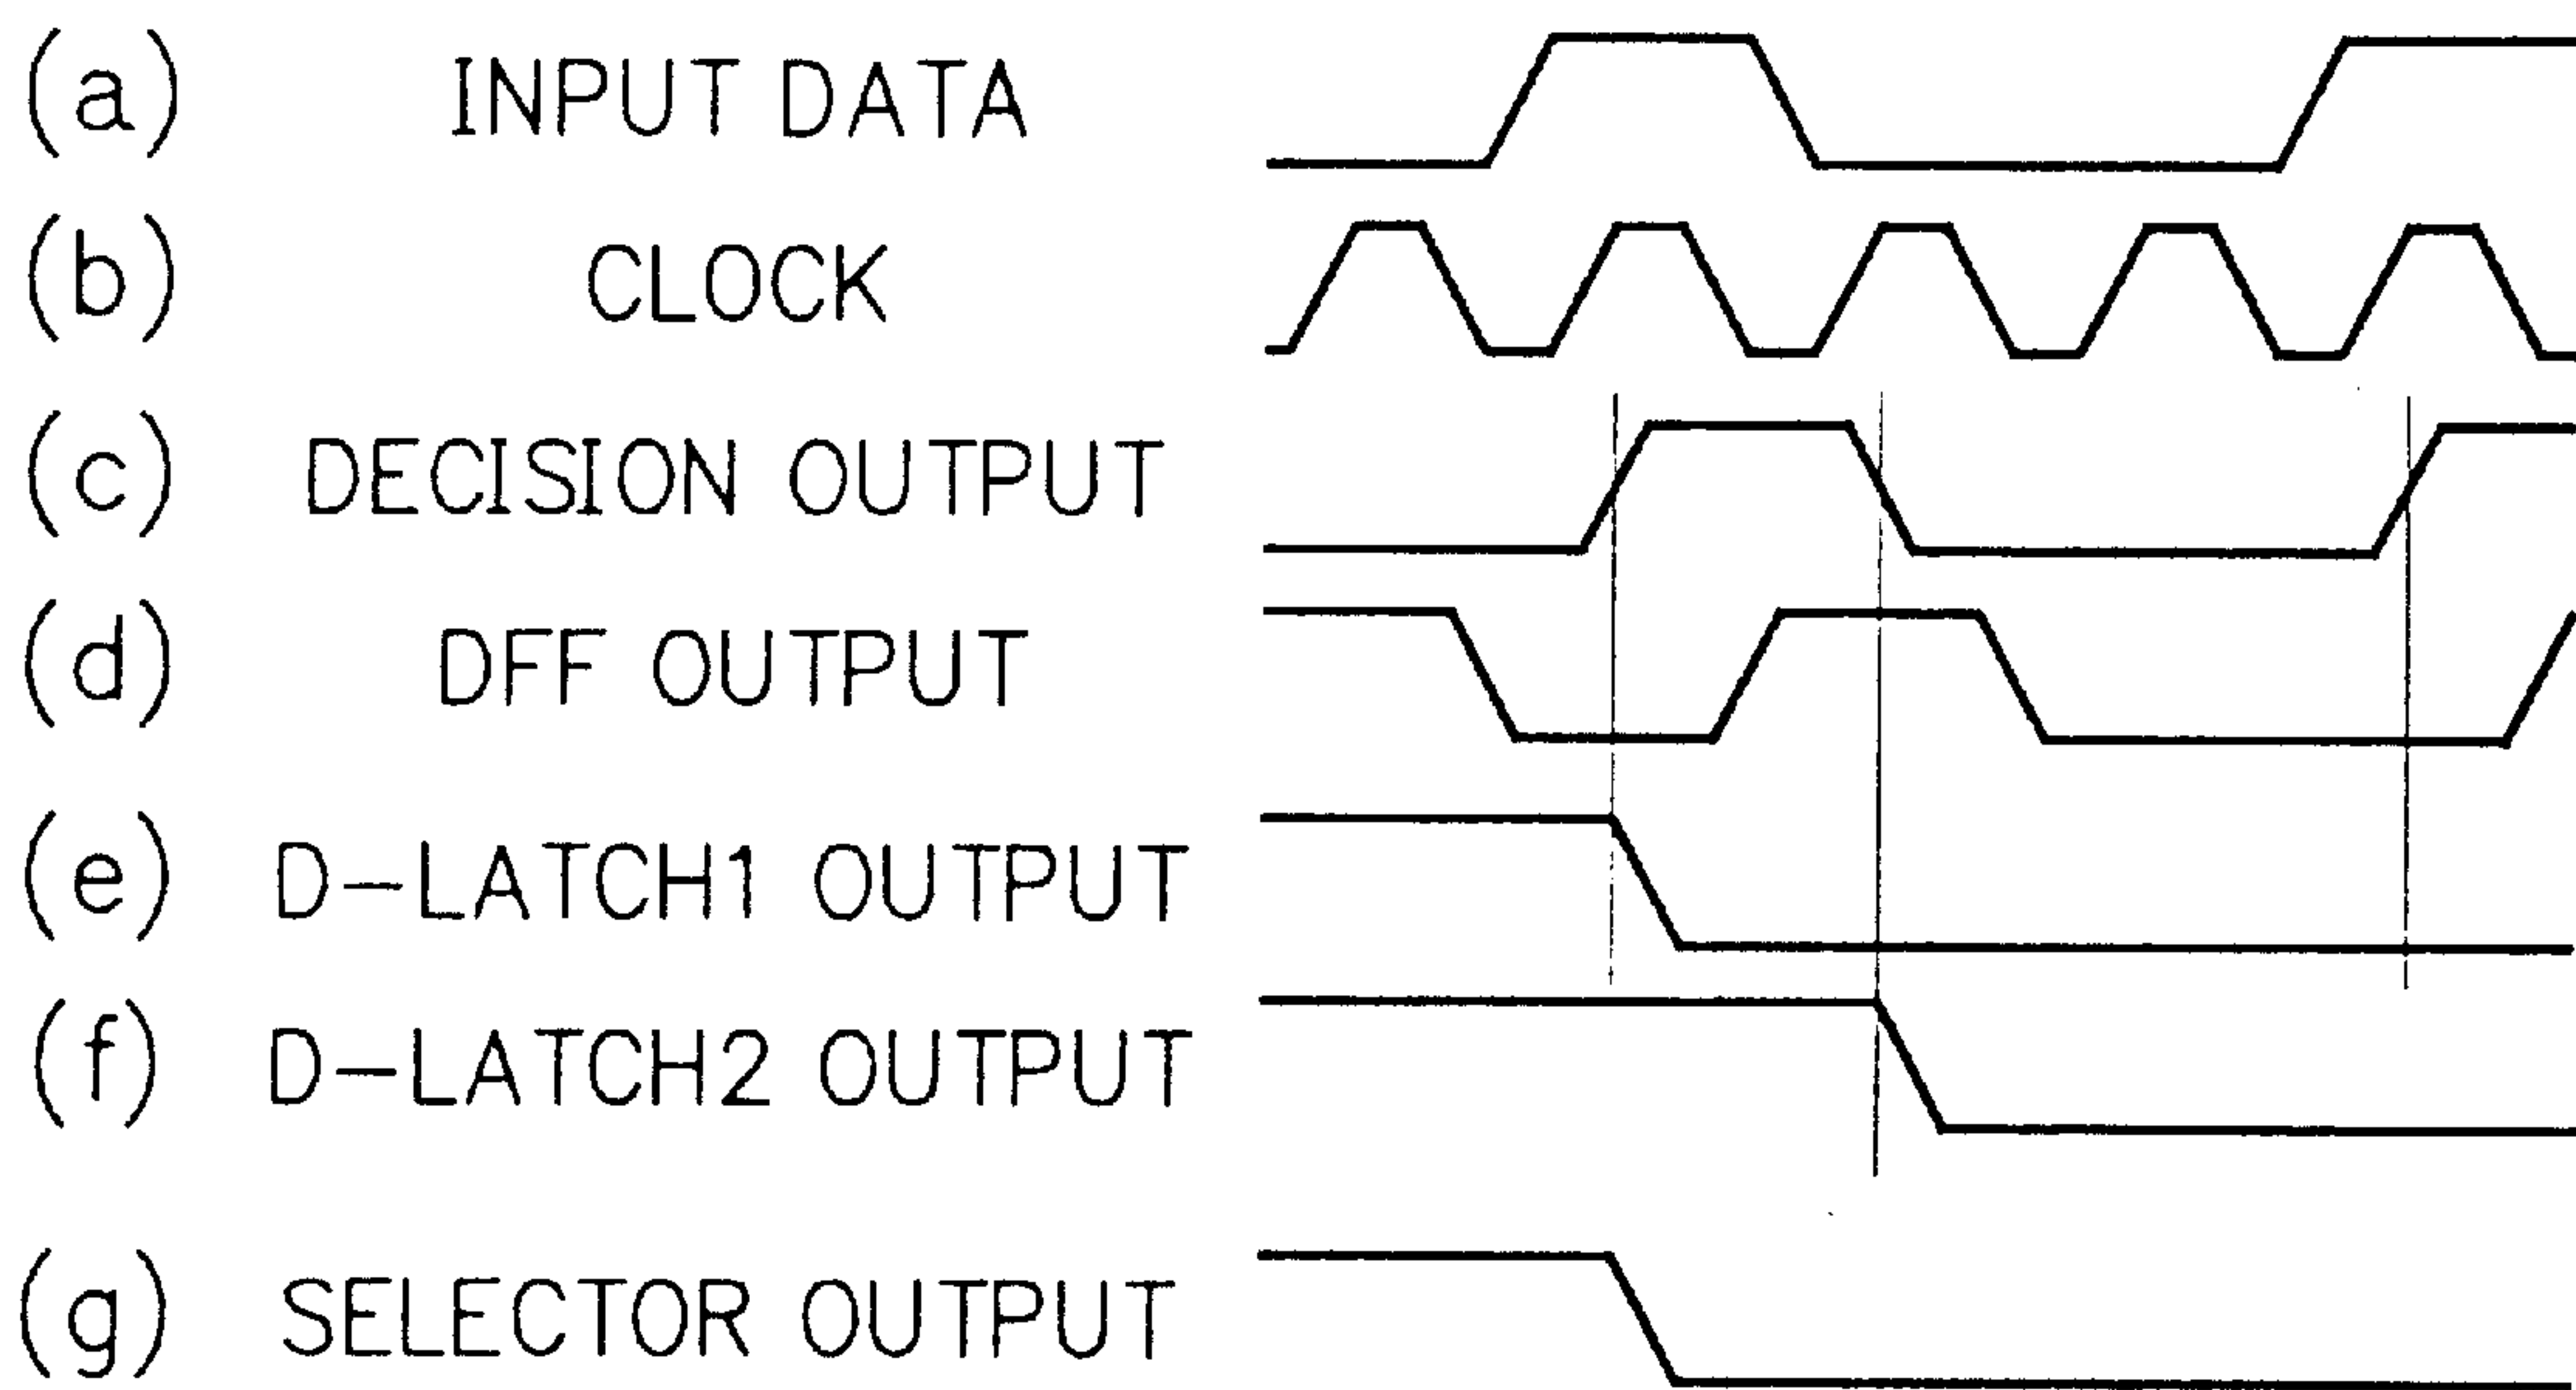 (a) INPUT DATA
(b) CLOCK
(c) DECISION OUTPUT
(d) DFF OUTPUT
(e) D-LATCH1 OUTPUT
(f) D-LATCH2 OUTPUT
(g) SELECTOR OUTPUT